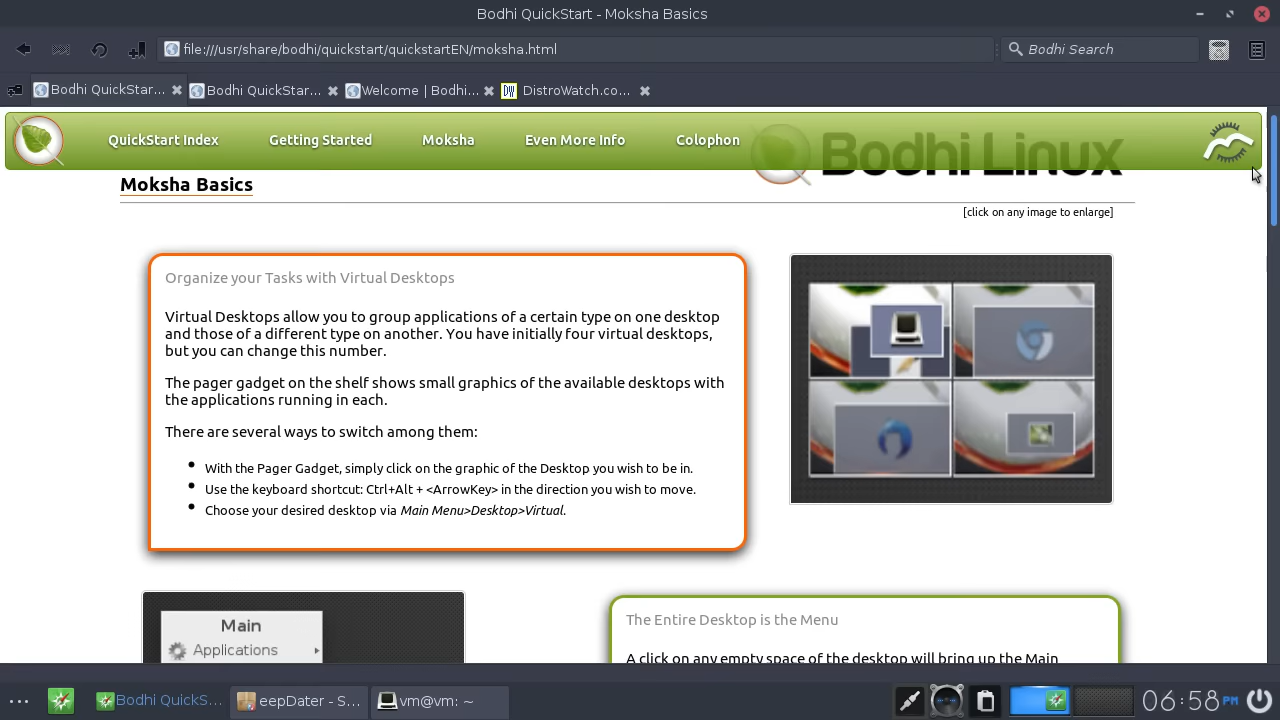 Bodhi QuickStart - Moksha Basics
file:///usr/share/bodhi/quickstart/quickstartEN/moksha.html
Bodhi Search
Bodhi QuickStar...
Bodhi QuickStar...
Welcome | Bodhi...
DW
DistroWatch.co...
QuickStart Index
Getting Started
Moksha
Even More Info
Colophon
Bodhi Linux
Moksha Basics
[click on any image to enlarge]
Organize your Tasks with Virtual Desktops
Virtual Desktops allow you to group applications of a certain type on one desktop
and those of a different type on another. You have initially four virtual desktops,
but you can change this number.
The pager gadget on the shelf shows small graphics of the available desktops with
the applications running in each.
There are several ways to switch among them:
• With the Pager Gadget, simply click on the graphic of the Desktop you wish to be in.
• Use the keyboard shortcut: Ctrl+Alt + <ArrowKey> in the direction you wish to move.
• Choose your desired desktop via Main Menu>Desktop>Virtual.
Main
Applications
The Entire Desktop is the Menu
A click on any empty space of the desktop will bring up the Main
Bodhi QuickS...
eepDater - S...
vm@vm: ~
06:58 PM